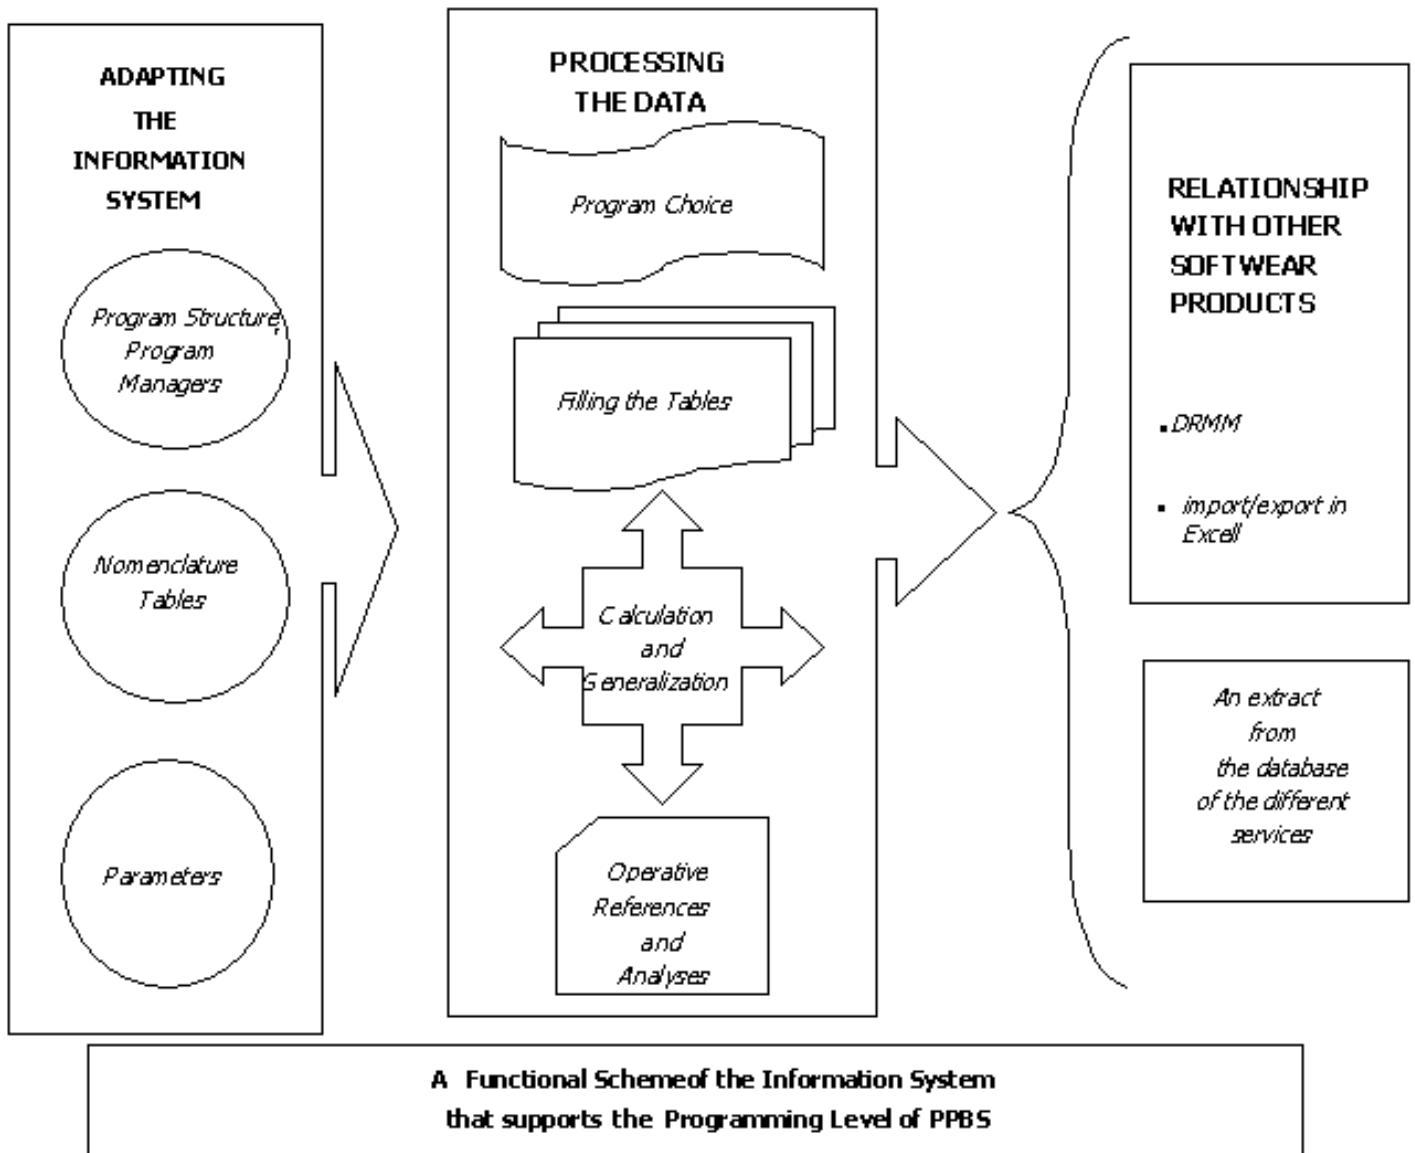 ADAPTING
THE
INFORMATION
SYSTEM
Program Structure,
Program
Managers
Nomenclature
Tables
Parameters
PROCESSING
THE DATA
Program Choice
Filling the Tables
Calculation
and
Generalization
Operative
References
and
Analyses
RELATIONSHIP
WITH OTHER
SOFTWEAR
PRODUCTS
▪ DRMM
▪ import/export in
Excell
An extract
from
the database
of the different
services
A Functional Schemeof the Information System
that supports the Programming Level of PPBS